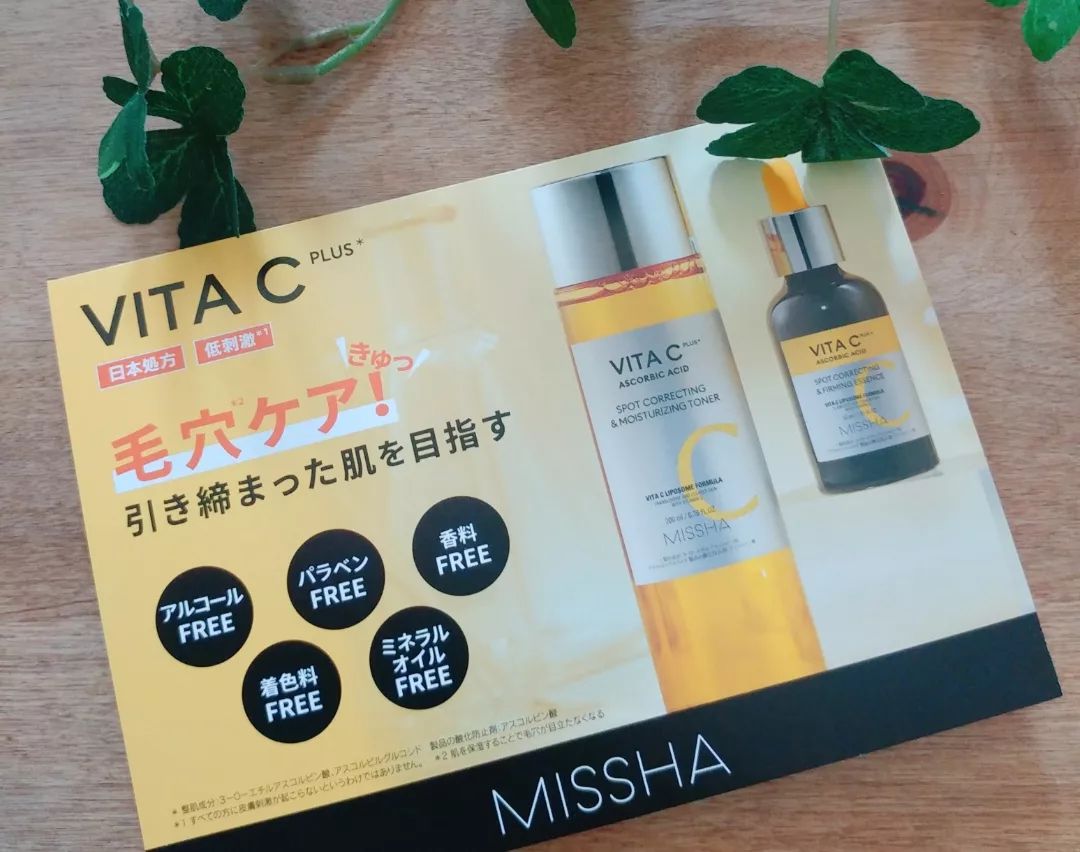 VITA C PLUS*
日本処方 低刺激*1
きゅっ
毛穴ケア!*2
引き締まった肌を目指す
アルコール
FREE
パラベン
FREE
香料
FREE
着色料
FREE
ミネラル
オイル
FREE
* 整肌成分:3-O-エチルアスコルビン酸、アスコルビルグルコシド 製品の酸化防止剤:アスコルビン酸
*1 すべての方に皮膚刺激が起こらないというわけではありません。 *2 肌を保湿することで毛穴が目立たなくなる
MISSHA
VITA C PLUS*
ASCORBIC ACID
SPOT CORRECTING
& MOISTURIZING TONER
C
VITA C LIPOSOME FORMULA
200 ml / 6.76 FL.OZ
MISSHA
VITA C PLUS*
ASCORBIC ACID
SPOT CORRECTING
& FIRMING ESSENCE
C
VITA C LIPOSOME FORMULA
MISSHA